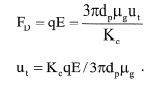 F_D = qE = 3πd_pμ_gu_t / K_c
u_t = K_cqE/3πd_pμ_g .